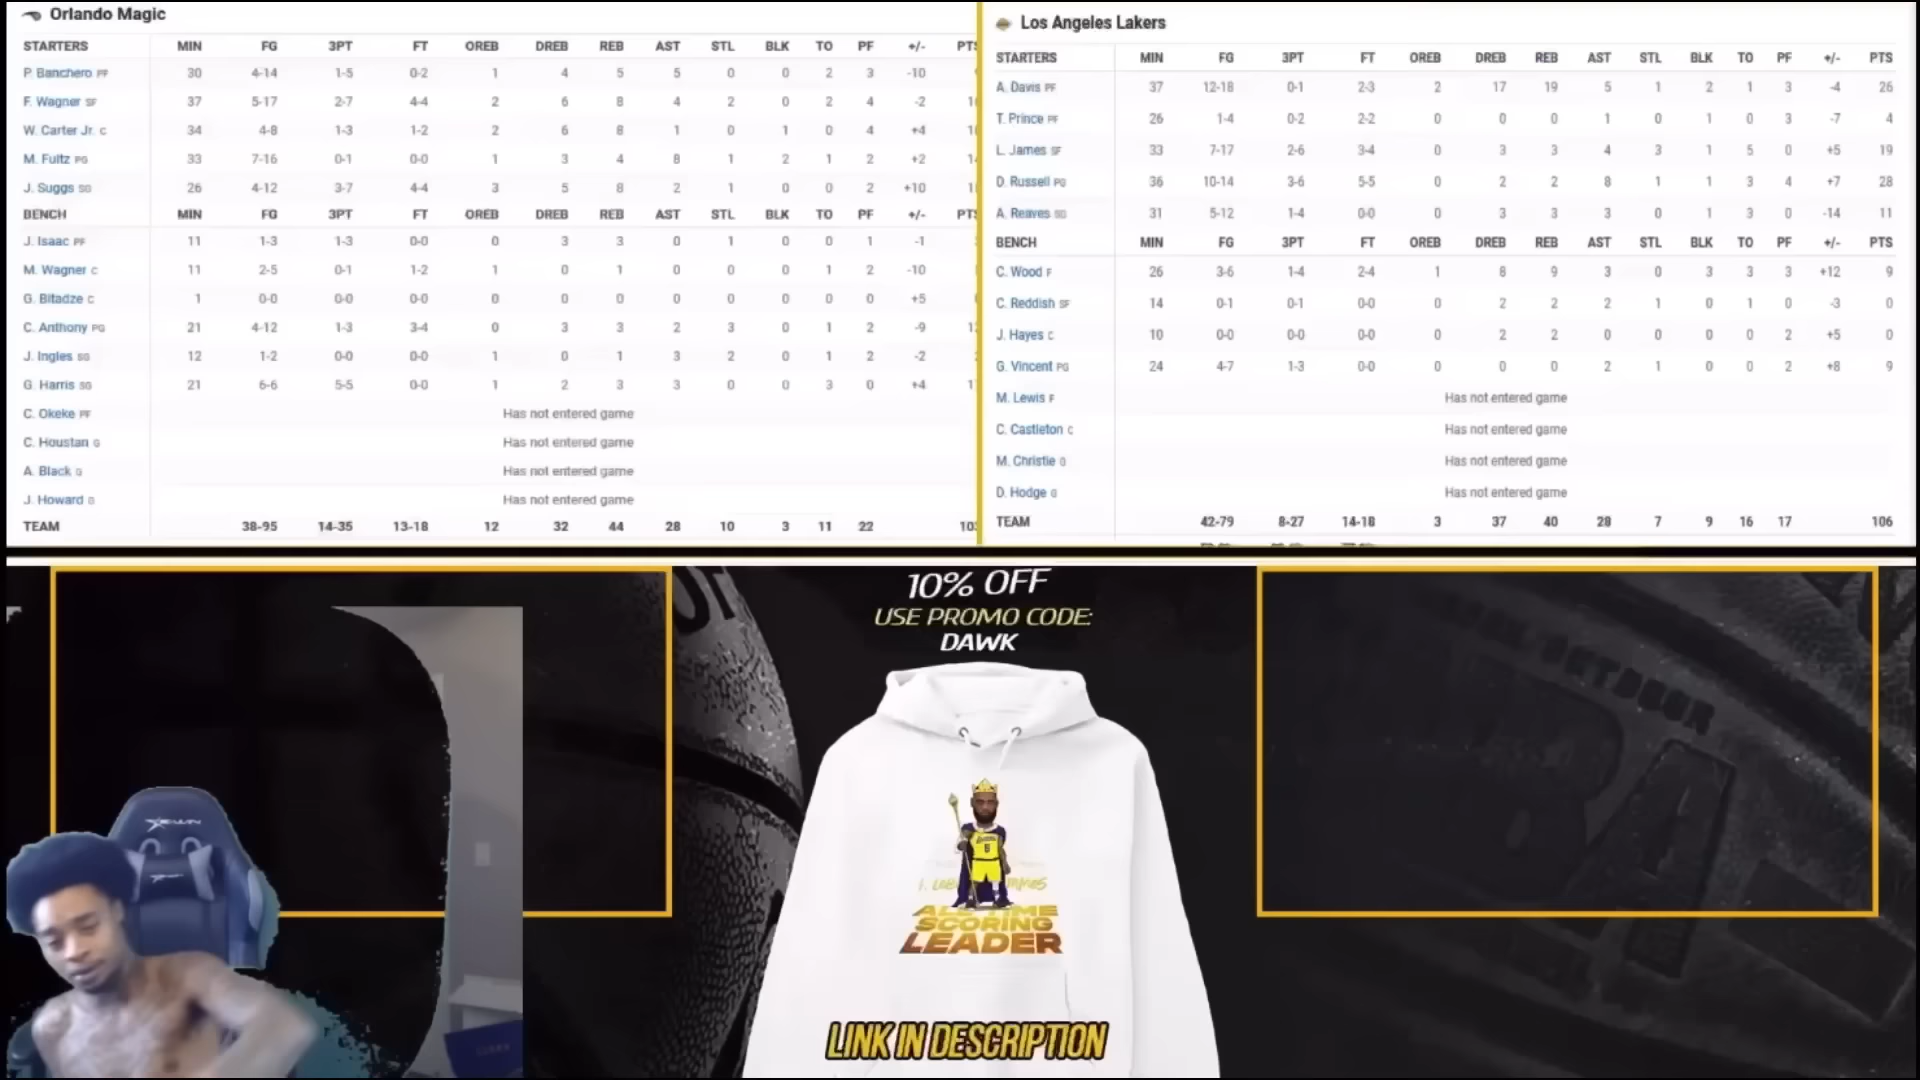 Orlando Magic
STARTERS MIN FG 3PT FT OREB DREB REB AST STL BLK TO PF +/- PTS
P. Banchero PF 30 4-14 1-5 0-2 1 4 5 5 0 0 2 3 -10
F. Wagner SF 37 5-17 2-7 4-4 2 6 8 4 2 0 2 4 -2
W. Carter Jr. C 34 4-8 1-3 1-2 2 6 8 1 0 1 0 4 +4
M. Fultz PG 33 7-16 0-1 0-0 1 3 4 8 1 2 1 2 +2
J. Suggs SG 26 4-12 3-7 4-4 3 5 8 2 1 0 0 2 +10
BENCH MIN FG 3PT FT OREB DREB REB AST STL BLK TO PF +/- PTS
J. Isaac PF 11 1-3 1-3 0-0 0 3 3 0 1 0 0 1 -1
M. Wagner C 11 2-5 0-1 1-2 1 0 1 0 0 0 1 2 -10
G. Bitadze C 1 0-0 0-0 0-0 0 0 0 0 0 0 0 0 +5
C. Anthony PG 21 4-12 1-3 3-4 0 3 3 2 3 0 1 2 -9
J. Ingles SG 12 1-2 0-0 0-0 1 0 1 3 2 0 1 2 -2
G. Harris SG 21 6-6 5-5 0-0 1 2 3 3 0 0 3 0 +4
C. Okeke PF Has not entered game
C. Houstan G Has not entered game
A. Black G Has not entered game
J. Howard G Has not entered game
TEAM 38-95 14-35 13-18 12 32 44 28 10 3 11 22
Los Angeles Lakers
STARTERS MIN FG 3PT FT OREB DREB REB AST STL BLK TO PF +/- PTS
A. Davis PF 37 12-18 0-1 2-3 2 17 19 5 1 2 1 3 -4 26
T. Prince PF 26 1-4 0-2 2-2 0 0 0 1 0 1 0 3 -7 4
L. James SF 33 7-17 2-6 3-4 0 3 3 4 3 1 5 0 +5 19
D. Russell PG 36 10-14 3-6 5-5 0 2 2 8 1 1 3 4 +7 28
A. Reaves SG 31 5-12 1-4 0-0 0 3 3 3 0 1 3 0 -14 11
BENCH MIN FG 3PT FT OREB DREB REB AST STL BLK TO PF +/- PTS
C. Wood F 26 3-6 1-4 2-4 1 8 9 3 0 3 3 3 +12 9
C. Reddish SF 14 0-1 0-1 0-0 0 2 2 2 1 0 1 0 -3 0
J. Hayes C 10 0-0 0-0 0-0 0 2 2 0 0 0 0 2 +5 0
G. Vincent PG 24 4-7 1-3 0-0 0 0 0 2 1 0 0 2 +8 9
M. Lewis F Has not entered game
C. Castleton C Has not entered game
M. Christie G Has not entered game
D. Hodge G Has not entered game
TEAM 42-79 8-27 14-18 3 37 40 28 7 9 16 17 106
10% OFF
USE PROMO CODE:
DAWK
ALL TIME
SCORING
LEADER
LINK IN DESCRIPTION